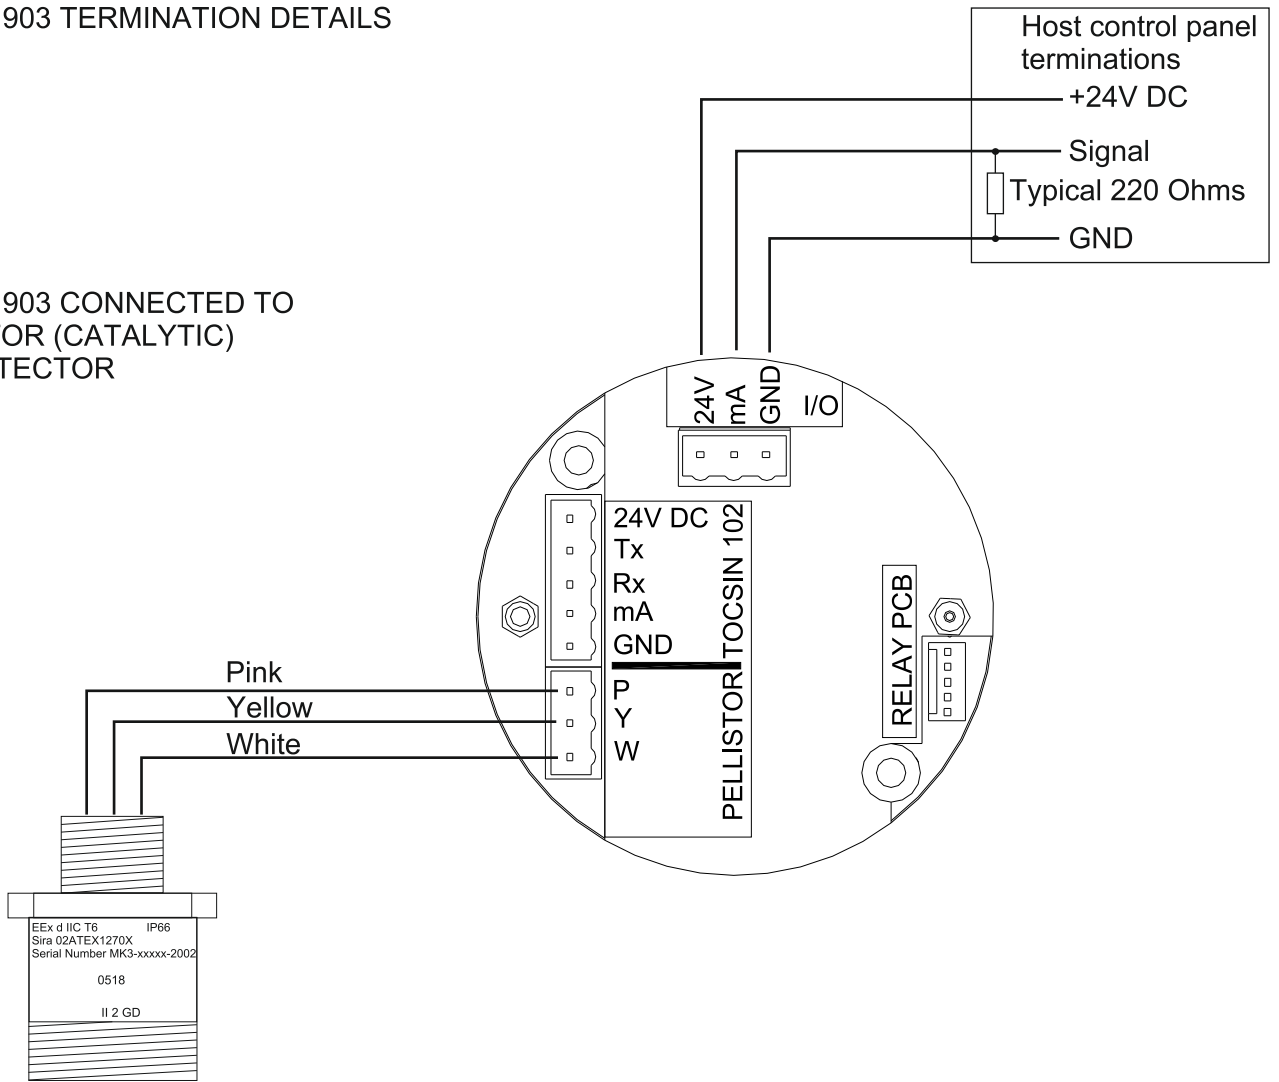 903 TERMINATION DETAILS
Host control panel
terminations
+24V DC
Signal
Typical 220 Ohms
GND
903 CONNECTED TO
OR (CATALYTIC)
TECTOR
24V
mA
GND
I/O
24V DC
Tx
Rx
mA
GND
P
Y
W
PELLISTOR TOCSIN 102
RELAY PCB
Pink
Yellow
White
EEx d IIC T6 IP66
Sira 02ATEX1270X
Serial Number MK3-xxxxx-2002
0518
II 2 GD